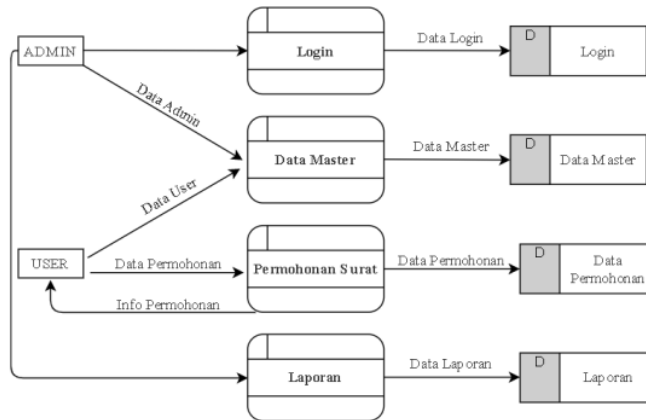 Data Login
D
ADMIN
Login
Login
Data Admin
D
Data Master
Data Master
Data Master
Data User
D
USER
Data Permohonan
Permohonan Surat
Data Permohonan
Data
Permohonan
Info Permohonan
Data Laporan
D
Laporan
Laporan